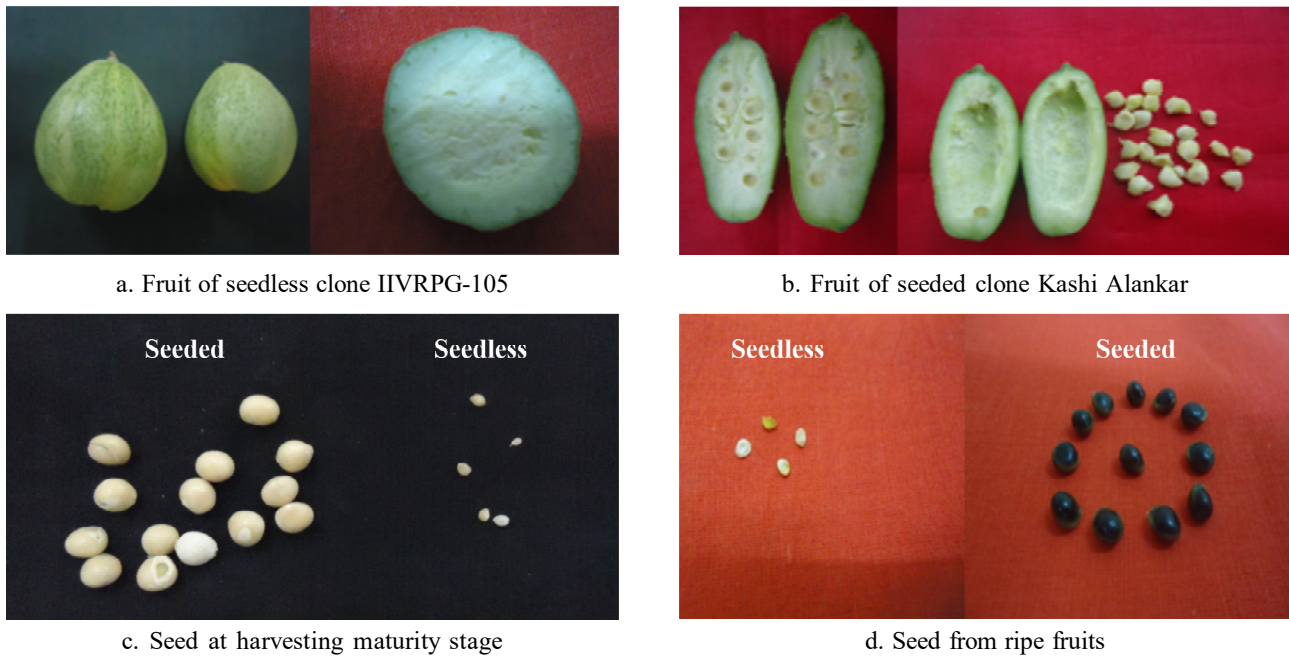 a. Fruit of seedless clone IIVRPG-105
b. Fruit of seeded clone Kashi Alankar
Seeded
Seedless
Seedless
Seeded
c. Seed at harvesting maturity stage
d. Seed from ripe fruits